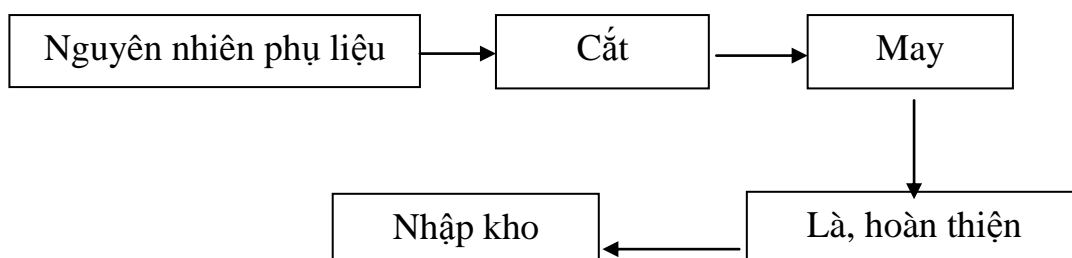 Nguyên nhiên phụ liệu
Cắt
May
Là, hoàn thiện
Nhập kho